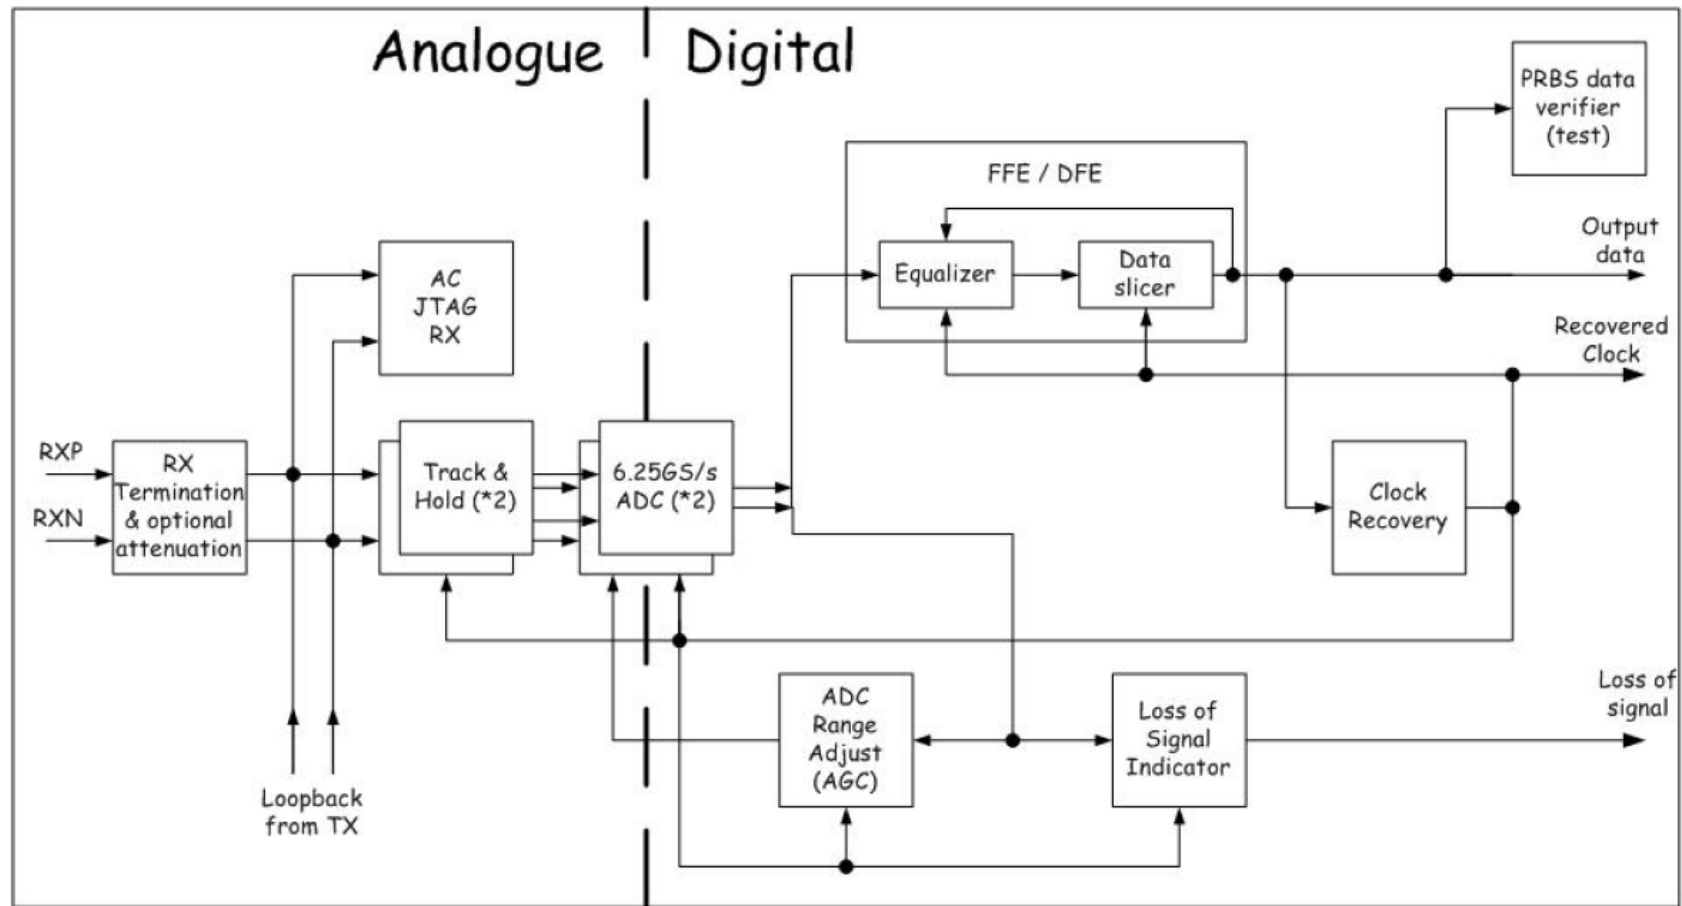 Analogue
Digital
PRBS data
verifier
(test)
FFE / DFE
Output
data
AC
JTAG
RX
Equalizer
Data
slicer
Recovered
Clock
RXP
RXN
RX
Termination
& optional
attenuation
Track &
Hold (*2)
6.25GS/s
ADC (*2)
Clock
Recovery
ADC
Range
Adjust
(AGC)
Loss of
Signal
Indicator
Loss of
signal
Loopback
from TX